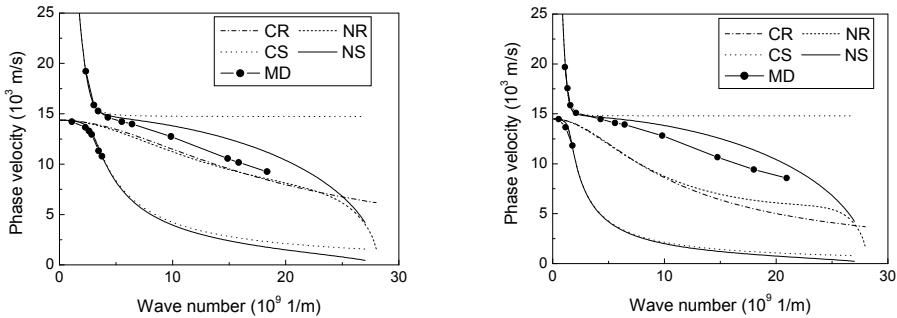 25
20
15
10
5
0
0 10 20 30
Phase velocity (10³ m/s)
Wave number (10⁹ 1/m)
CR NR
CS NS
MD
25
20
15
10
5
0
0 10 20 30
Phase velocity (10³ m/s)
Wave number (10⁹ 1/m)
CR NR
CS NS
MD